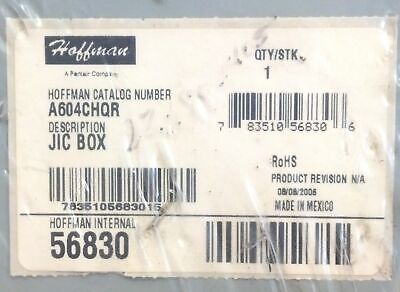 Hoffman
A Pentair Company
QTY/STK
1
HOFFMAN CATALOG NUMBER
A604CHQR
DESCRIPTION
JIC BOX
7 83510 56830 6
RoHS
PRODUCT REVISION N/A
08/08/2006
MADE IN MEXICO
7835105683015
HOFFMAN INTERNAL
56830